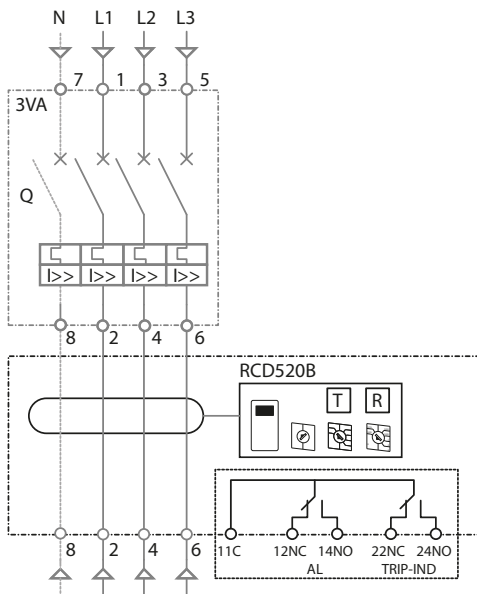 N L1 L2 L3
7 1 3 5
3VA
Q
I>> I>> I>> I>>
8 2 4 6
RCD520B
T R
8 2 4 6 11C 12NC 14NO 22NC 24NO
AL TRIP-IND